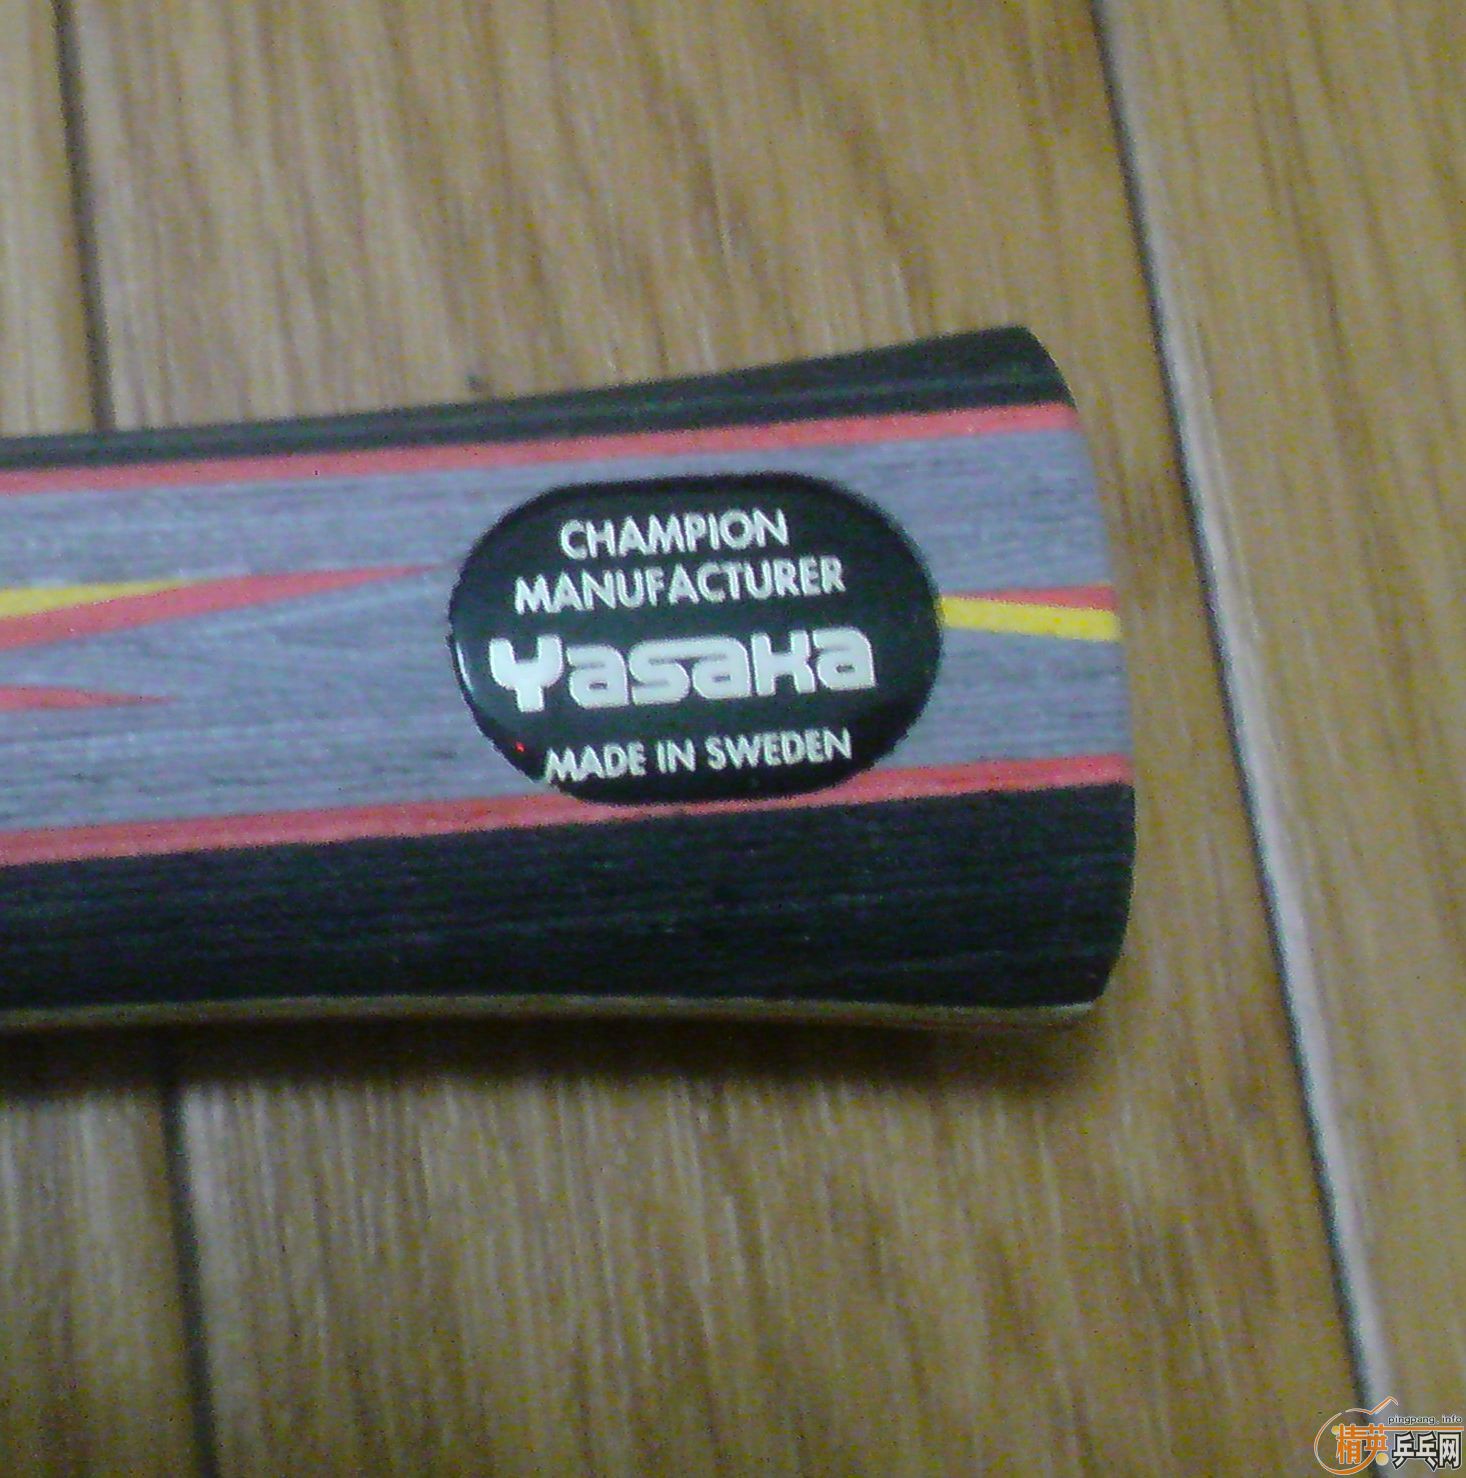 CHAMPION
MANUFACTURER
Yasaka
MADE IN SWEDEN
pingpang.info
精英乒乓网